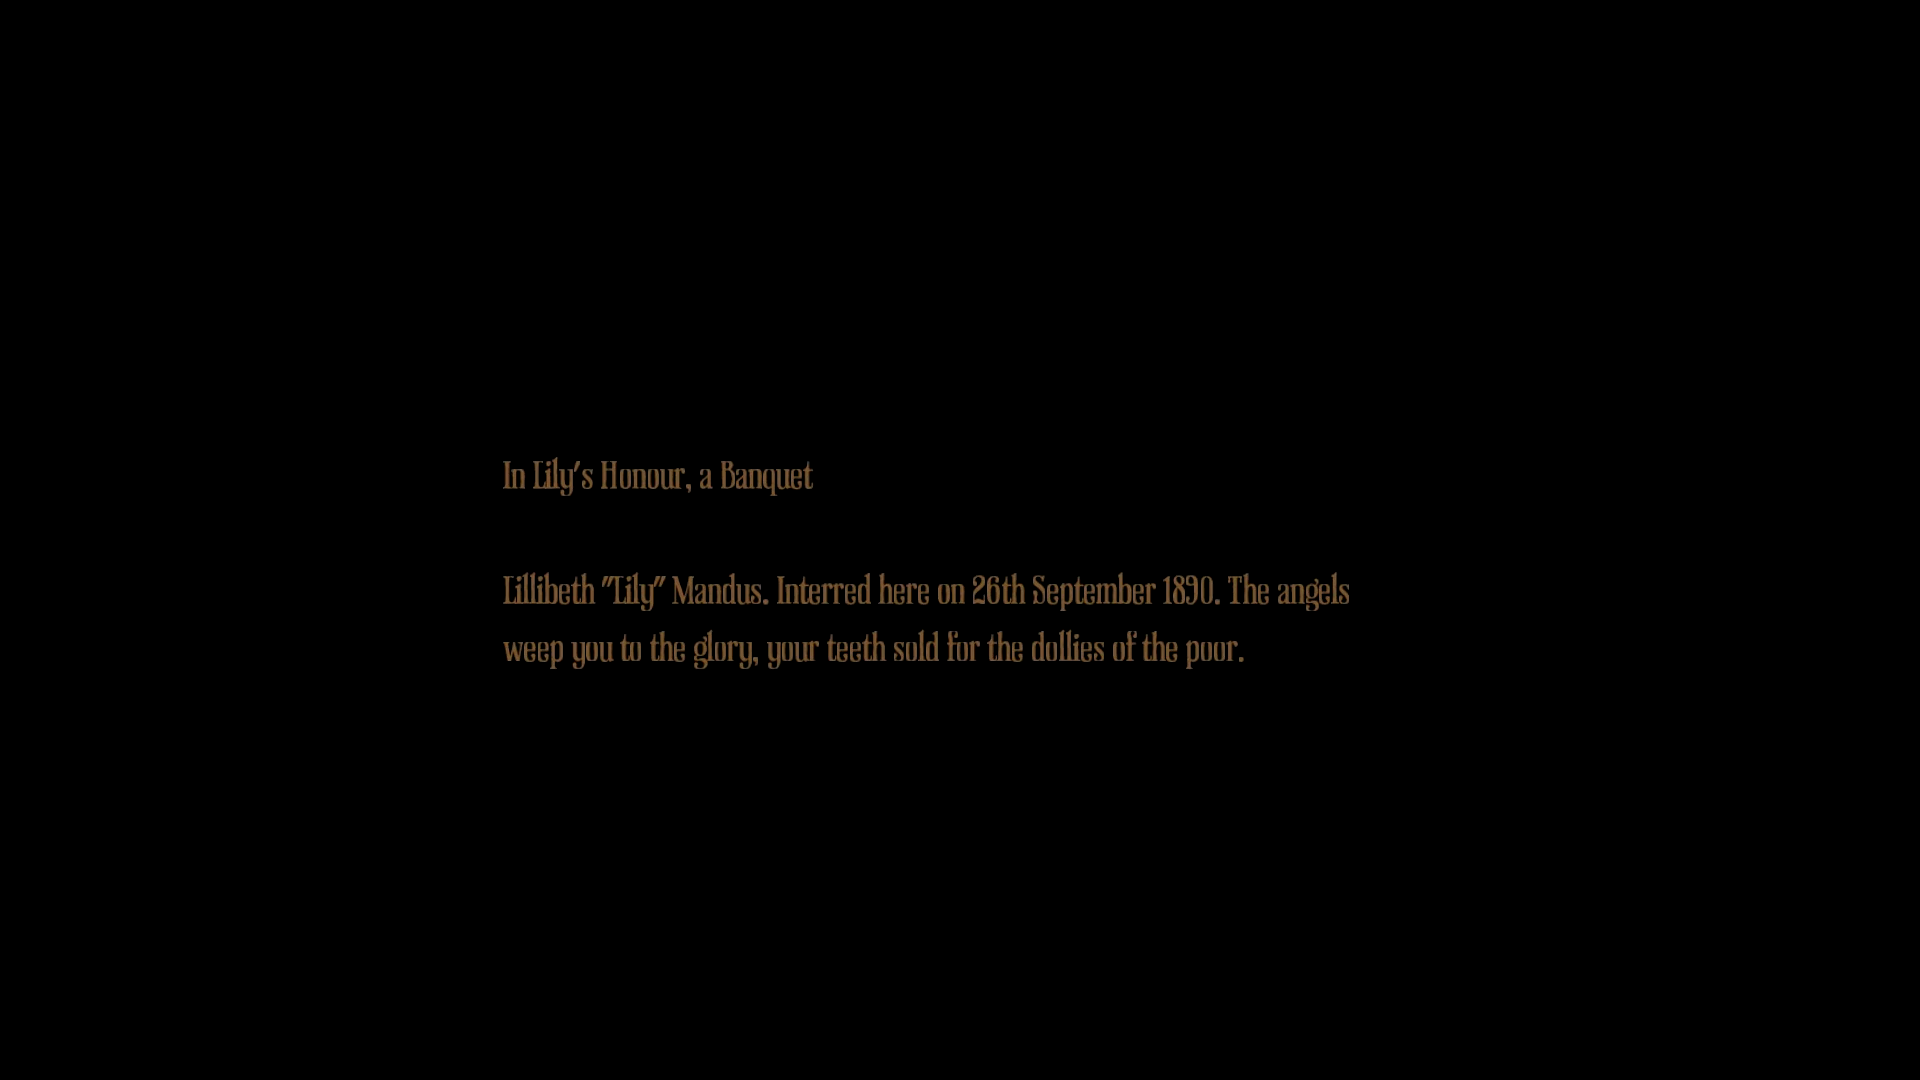 In Lily's Honour, a Banquet
Lillibeth "Lily" Mandus. Interred here on 26th September 1890. The angels
weep you to the glory, your teeth sold for the dollies of the poor.